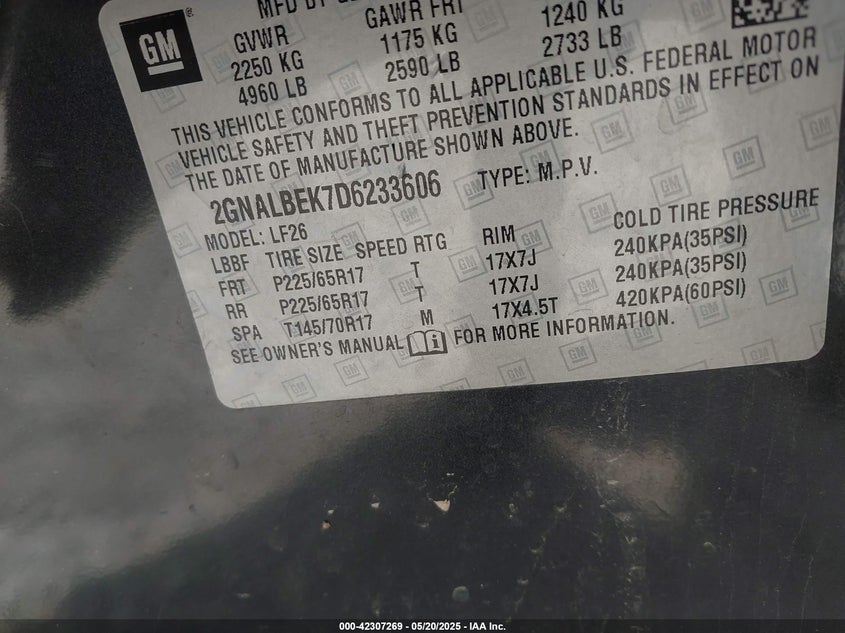 GM
MFD BY
GVWR GAWR FRT
2250 KG 1175 KG 1240 KG
4960 LB 2590 LB 2733 LB
THIS VEHICLE CONFORMS TO ALL APPLICABLE U.S. FEDERAL MOTOR
VEHICLE SAFETY AND THEFT PREVENTION STANDARDS IN EFFECT ON
THE DATE OF MANUFACTURE SHOWN ABOVE.
2GNALBEK7D6233606 TYPE: M.P.V.
MODEL: LF26
LBBF TIRE SIZE SPEED RTG RIM COLD TIRE PRESSURE
FRT P225/65R17 T 17X7J 240KPA(35PSI)
RR P225/65R17 T 17X7J 240KPA(35PSI)
SPA T145/70R17 M 17X4.5T 420KPA(60PSI)
SEE OWNER'S MANUAL FOR MORE INFORMATION.
000-42307269 - 05/20/2025 - IAA Inc.